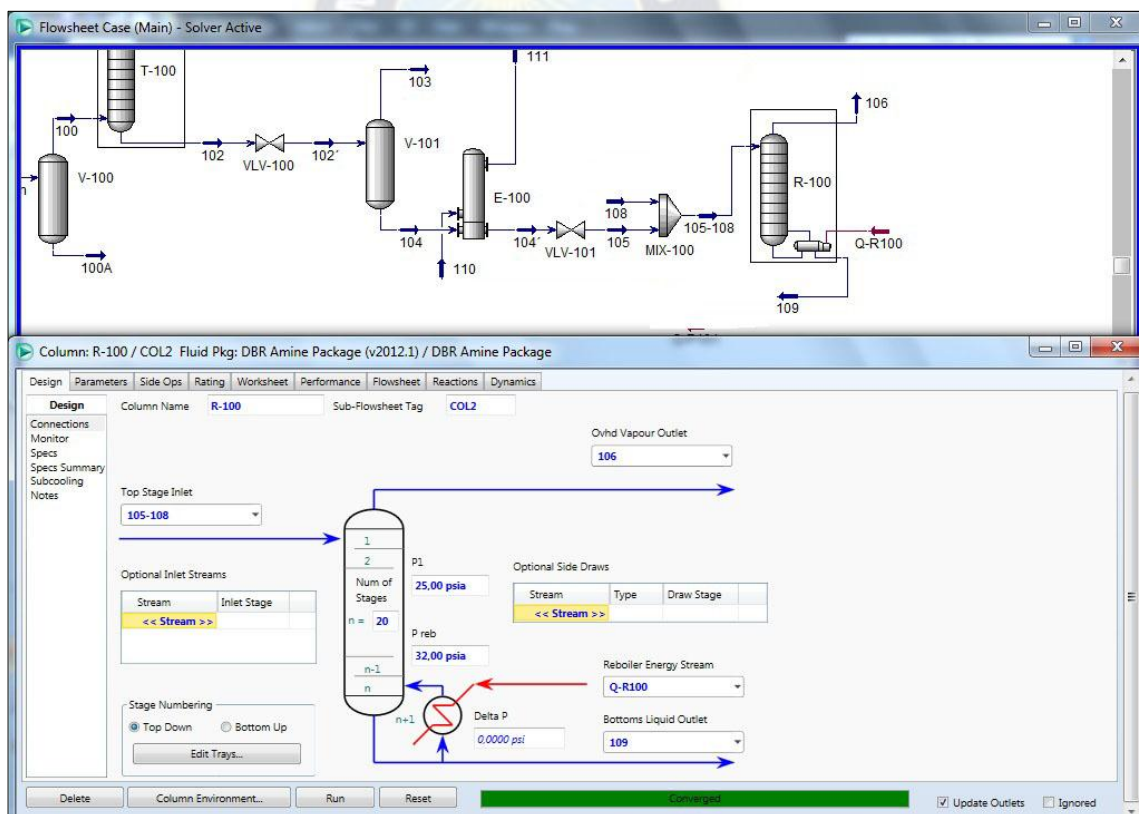 Flowsheet Case (Main) - Solver Active
T-100
100
V-100
100A
102
VLV-100
102´
103
V-101
104
110
111
E-100
104´
VLV-101
105
108
MIX-100
105-108
R-100
106
Q-R100
109
Column: R-100 / COL2 Fluid Pkg: DBR Amine Package (v2012.1) / DBR Amine Package
Design Parameters Side Ops Rating Worksheet Performance Flowsheet Reactions Dynamics
Design
Connections
Monitor
Specs
Specs Summary
Subcooling
Notes
Column Name R-100 Sub-Flowsheet Tag COL2
Ovhd Vapour Outlet
106
Top Stage Inlet
105-108
Optional Inlet Streams
Stream Inlet Stage
<< Stream >>
Stage Numbering
Top Down Bottom Up
Edit Trays...
1
2
Num of
Stages
n = 20
n-1
n
n+1
P1
25,00 psia
P reb
32,00 psia
Delta P
0,0000 psi
Optional Side Draws
Stream Type Draw Stage
<< Stream >>
Reboiler Energy Stream
Q-R100
Bottoms Liquid Outlet
109
Delete Column Environment... Run Reset Converged Update Outlets Ignored